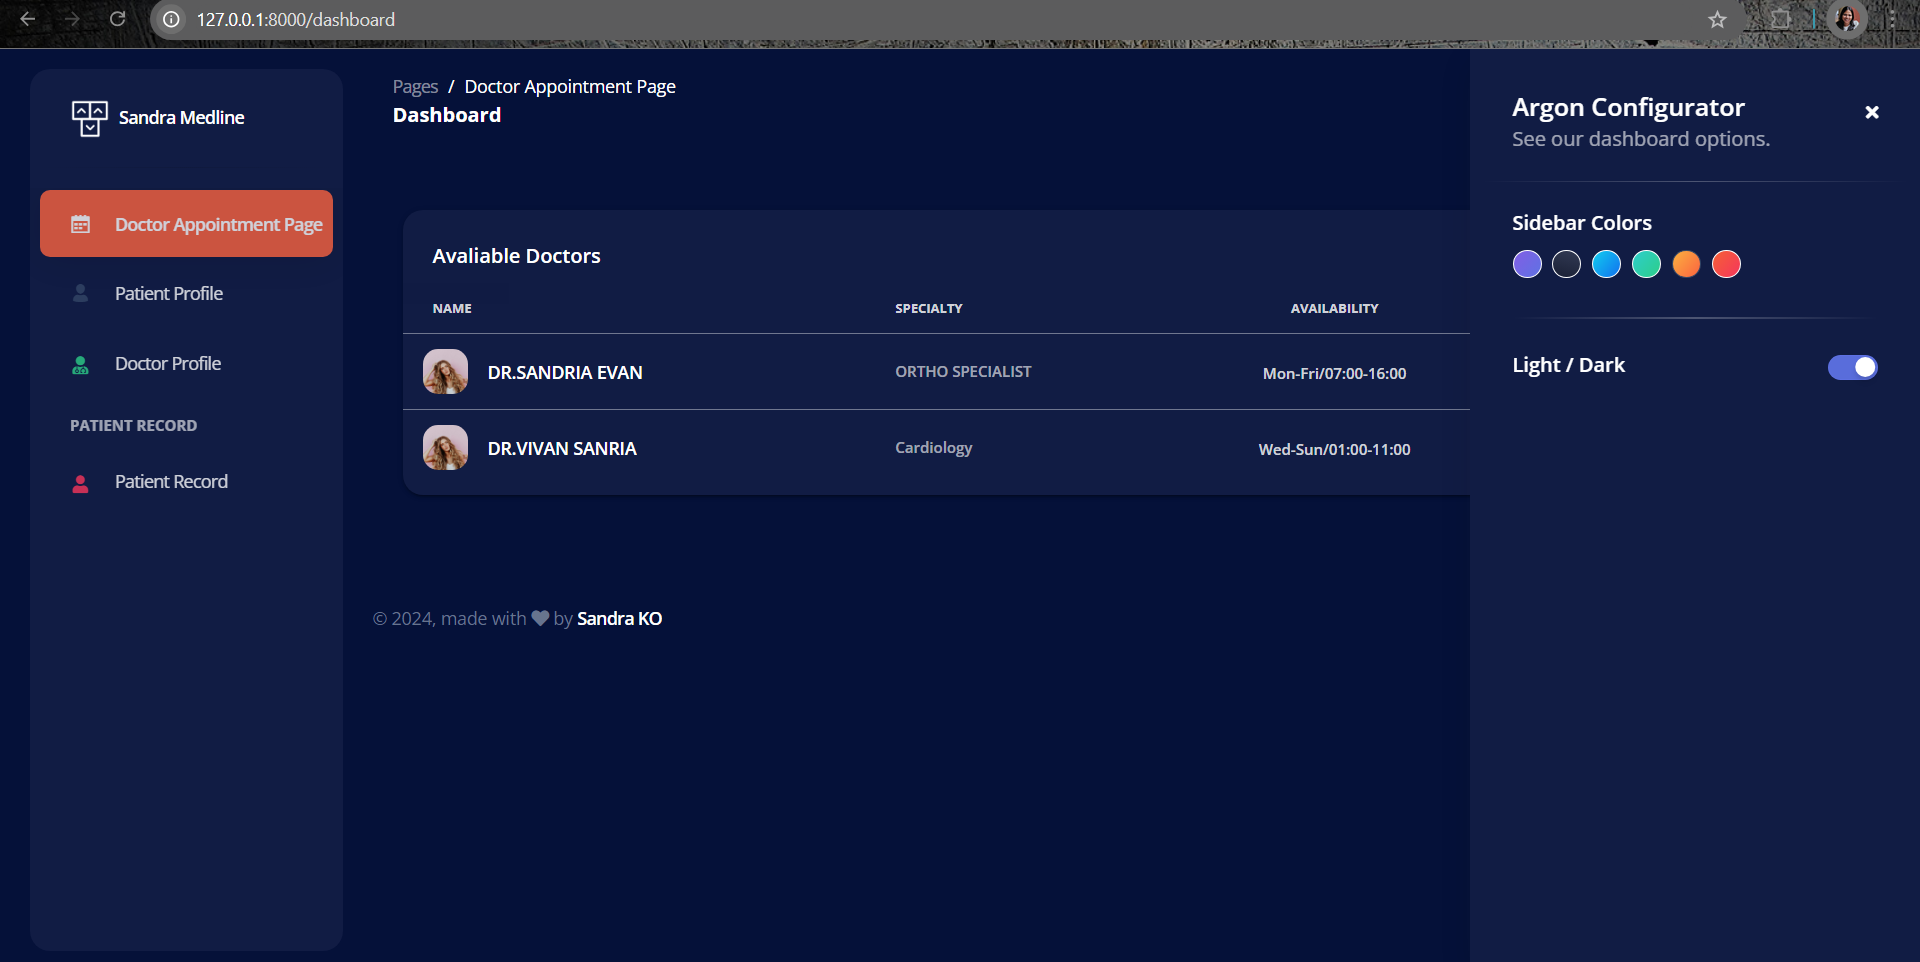 127.0.0.1:8000/dashboard
Sandra Medline
Doctor Appointment Page
Patient Profile
Doctor Profile
PATIENT RECORD
Patient Record
Pages / Doctor Appointment Page
Dashboard
Avaliable Doctors
NAME SPECIALTY AVAILABILITY
DR.SANDRIA EVAN ORTHO SPECIALIST Mon-Fri/07:00-16:00
DR.VIVAN SANRIA Cardiology Wed-Sun/01:00-11:00
© 2024, made with by Sandra KO
Argon Configurator
See our dashboard options.
Sidebar Colors
Light / Dark